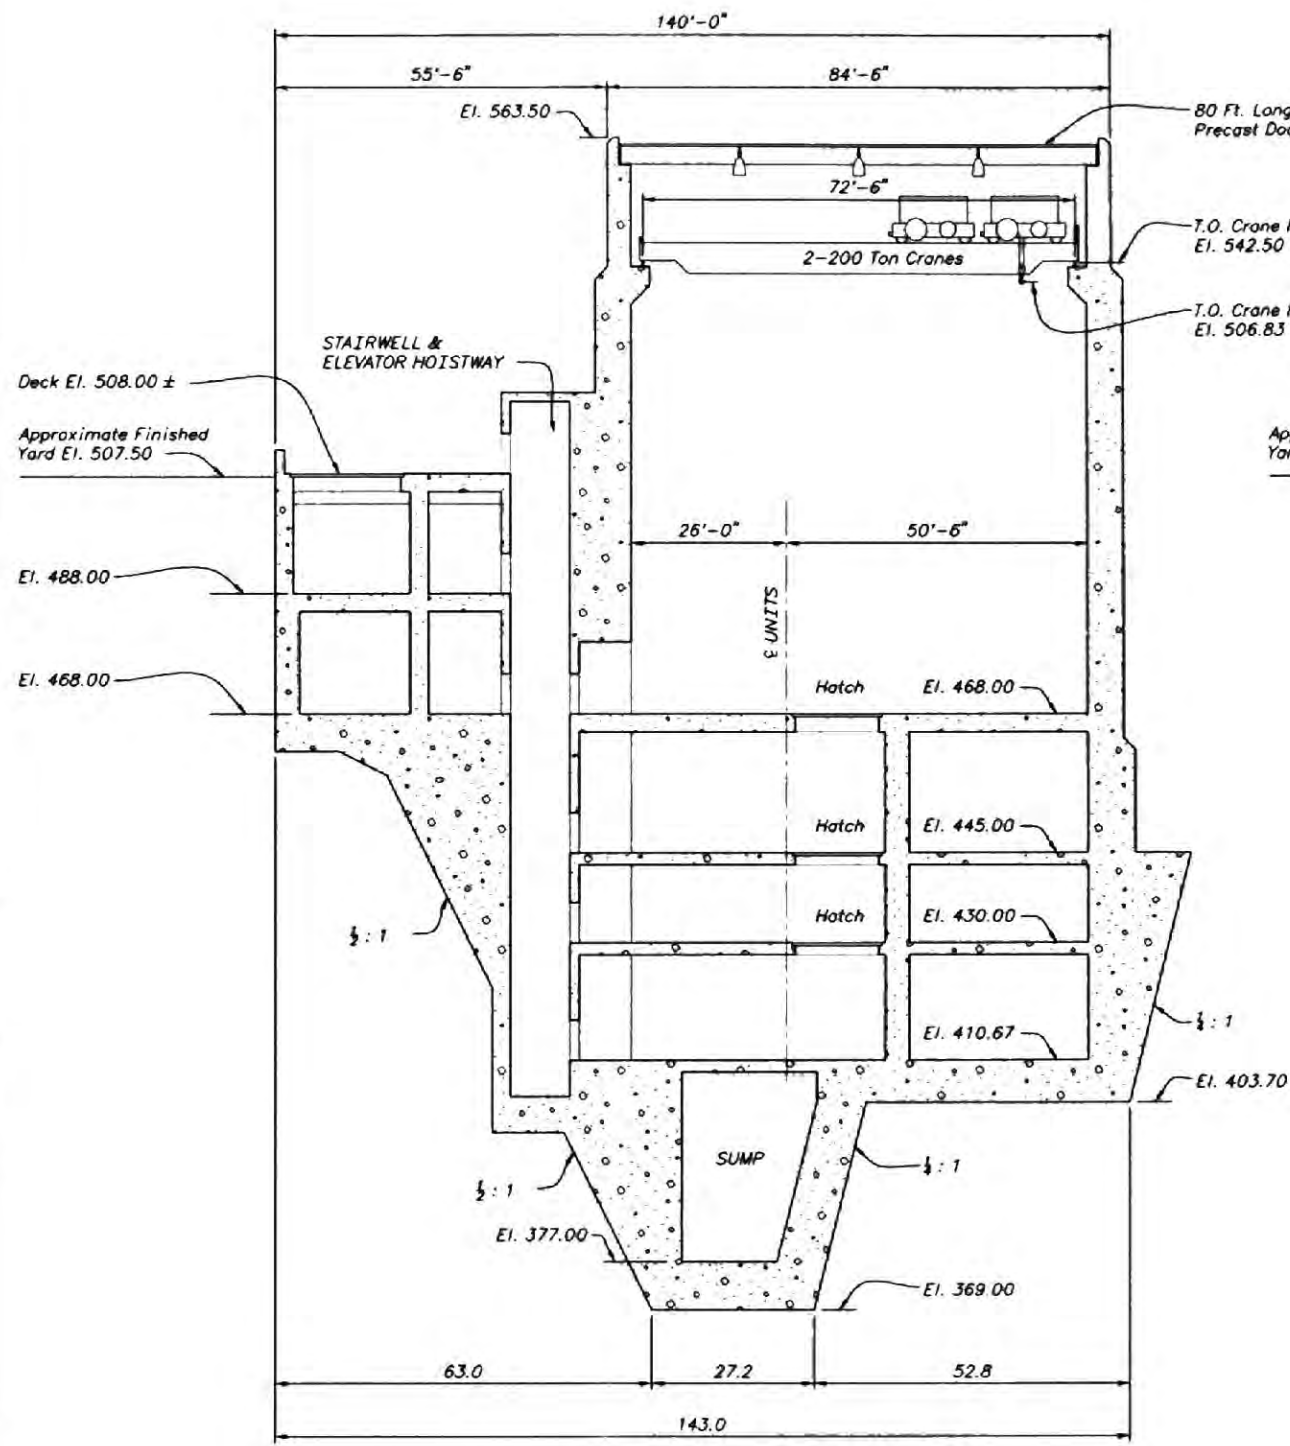 140'-0"
55'-6"
84'-6"
El. 563.50
80 Ft. Long
Precast
72'-6"
2-200 Ton Cranes
T.O. Crane
El. 542.50
T.O. Crane
El. 506.83
STAIRWELL &
ELEVATOR HOISTWAY
Deck El. 508.00 ±
Approximate Finished
Yard El. 507.50
26'-0"
50'-6"
El. 488.00
UNITS
El. 468.00
Hatch
El. 468.00
Hatch
El. 445.00
½ : 1
Hatch
El. 430.00
El. 410.67
¼ : 1
El. 403.70
SUMP
½ : 1
¼ : 1
El. 377.00
El. 369.00
63.0
27.2
52.8
143.0